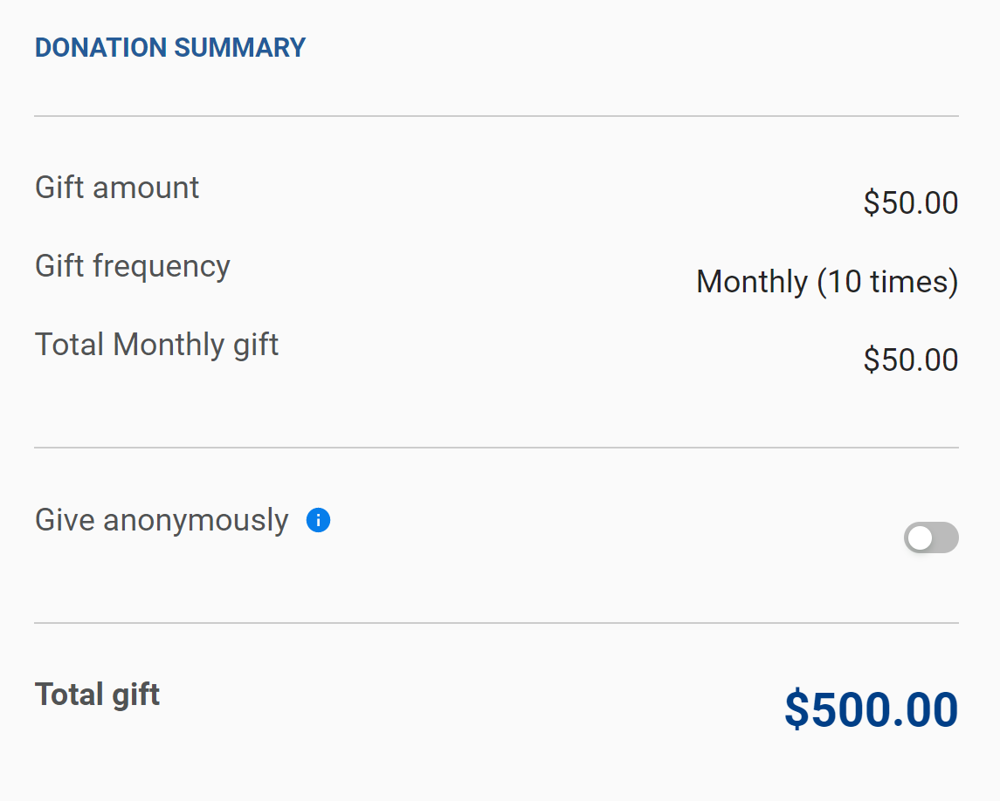 DONATION SUMMARY
Gift amount
$50.00
Gift frequency
Monthly (10 times)
Total Monthly gift
$50.00
Give anonymously
Total gift
$500.00